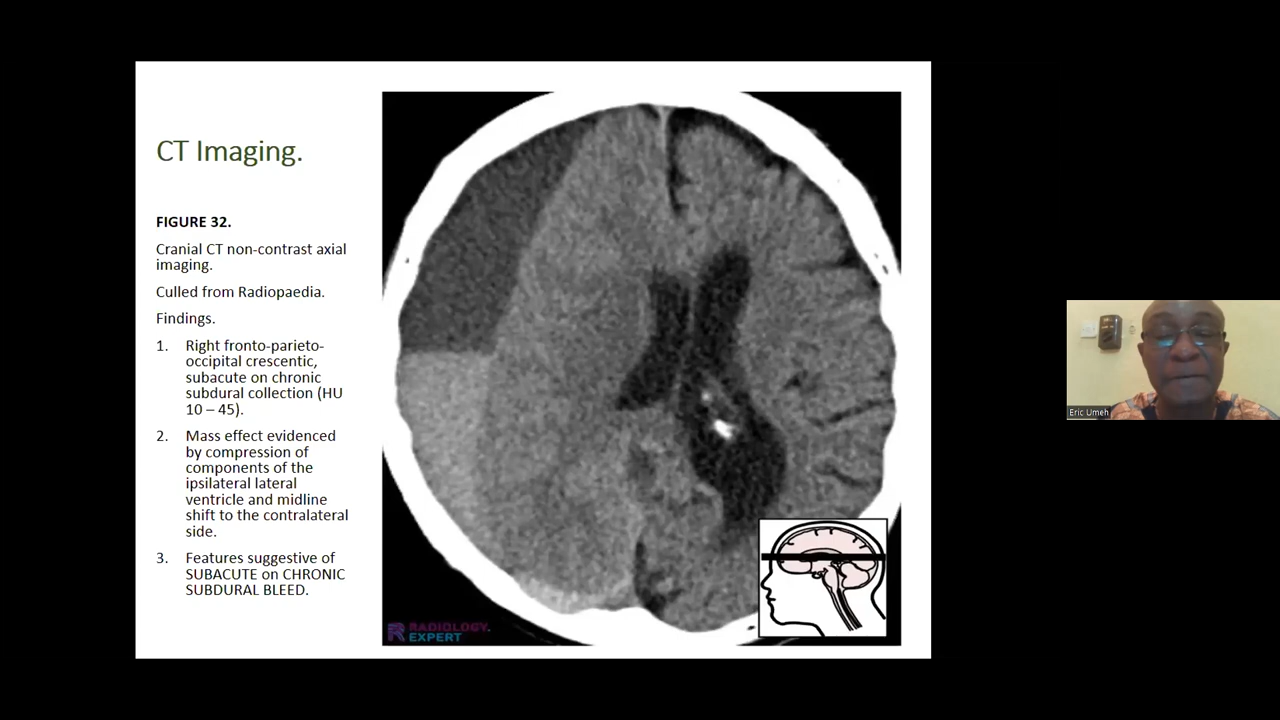 CT Imaging.
FIGURE 32.
Cranial CT non-contrast axial
imaging.
Culled from Radiopaedia.
Findings.
1. Right fronto-parieto-
occipital crescentic,
subacute on chronic
subdural collection (HU
10 – 45).
2. Mass effect evidenced
by compression of
components of the
ipsilateral lateral
ventricle and midline
shift to the contralateral
side.
3. Features suggestive of
SUBACUTE on CHRONIC
SUBDURAL BLEED.
RADIOLOGY.
EXPERT
Eric Umeh